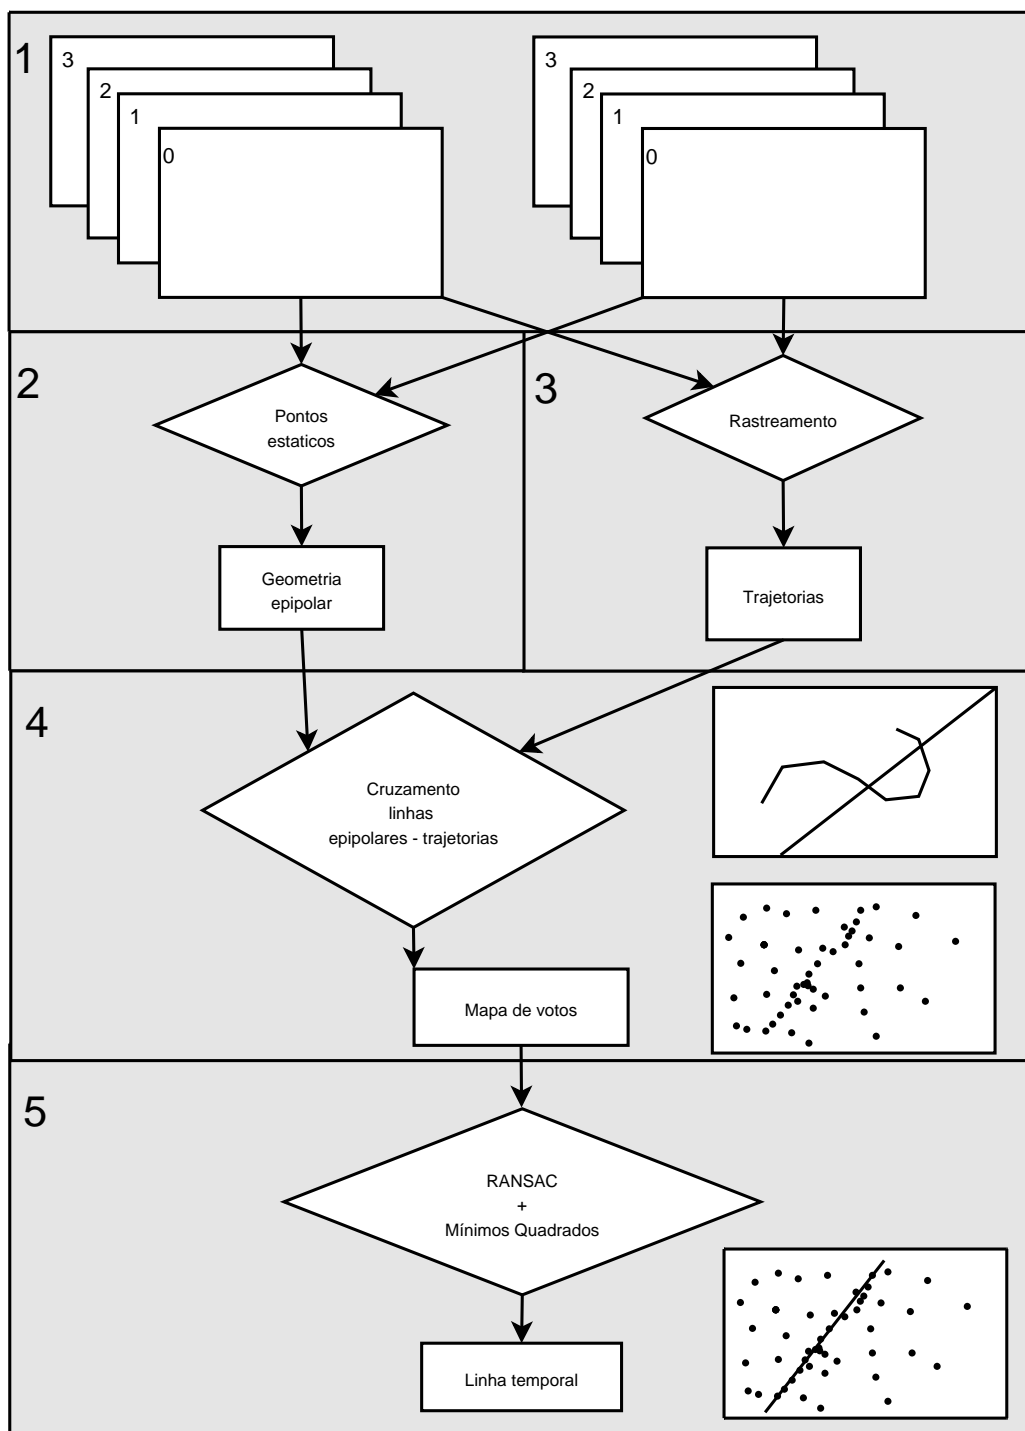 1
3
2
1
0
3
2
1
0
2
Pontos
estaticos
3
Rastreamento
Geometria
epipolar
Trajetorias
4
Cruzamento
linhas
epipolares - trajetorias
Mapa de votos
5
RANSAC
+
Mínimos Quadrados
Linha temporal